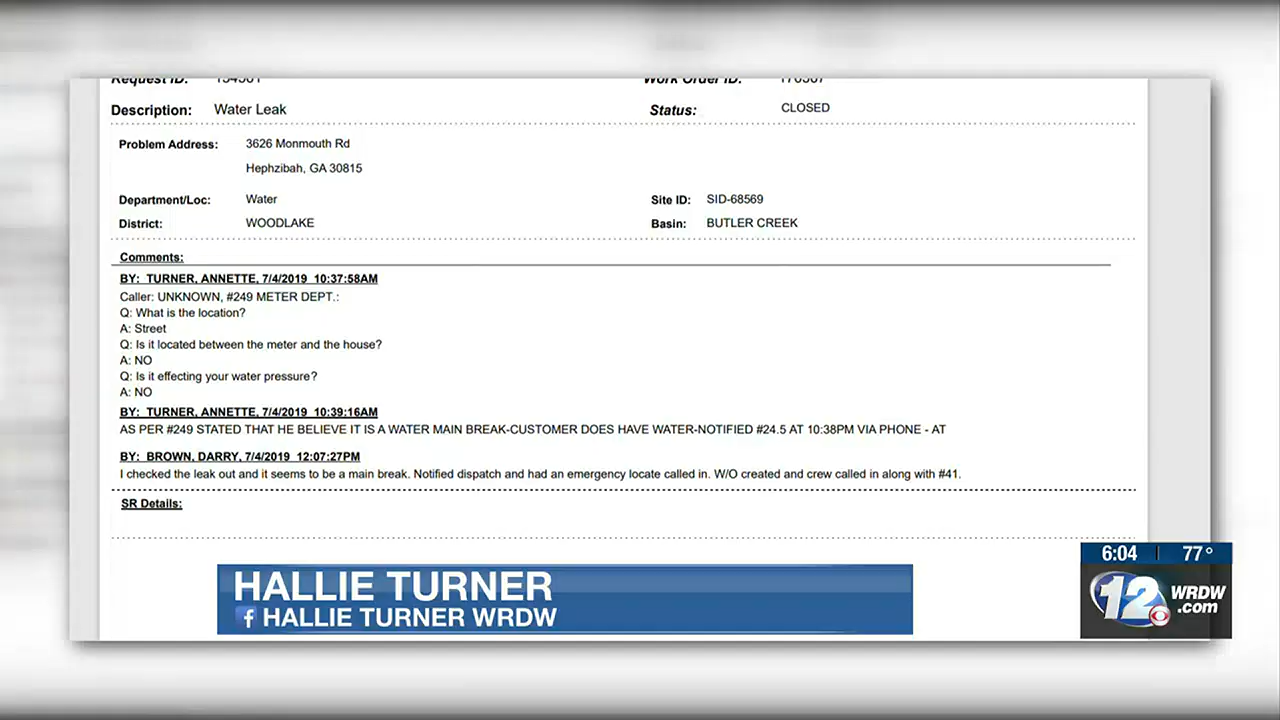 Request ID:
Work Order ID:
Description: Water Leak
Status: CLOSED
Problem Address: 3626 Monmouth Rd
Hephzibah, GA 30815
Department/Loc: Water
Site ID: SID-68569
District: WOODLAKE
Basin: BUTLER CREEK
Comments:
BY: TURNER, ANNETTE, 7/4/2019 10:37:58AM
Caller: UNKNOWN, #249 METER DEPT.:
Q: What is the location?
A: Street
Q: Is it located between the meter and the house?
A: NO
Q: Is it effecting your water pressure?
A: NO
BY: TURNER, ANNETTE, 7/4/2019 10:39:16AM
AS PER #249 STATED THAT HE BELIEVE IT IS A WATER MAIN BREAK-CUSTOMER DOES HAVE WATER-NOTIFIED #24.5 AT 10:38PM VIA PHONE - AT
BY: BROWN, DARRY, 7/4/2019 12:07:27PM
I checked the leak out and it seems to be a main break. Notified dispatch and had an emergency locate called in. W/O created and crew called in along with #41.
SR Details:
HALLIE TURNER
f HALLIE TURNER WRDW
6:04 77°
12 WRDW
.com